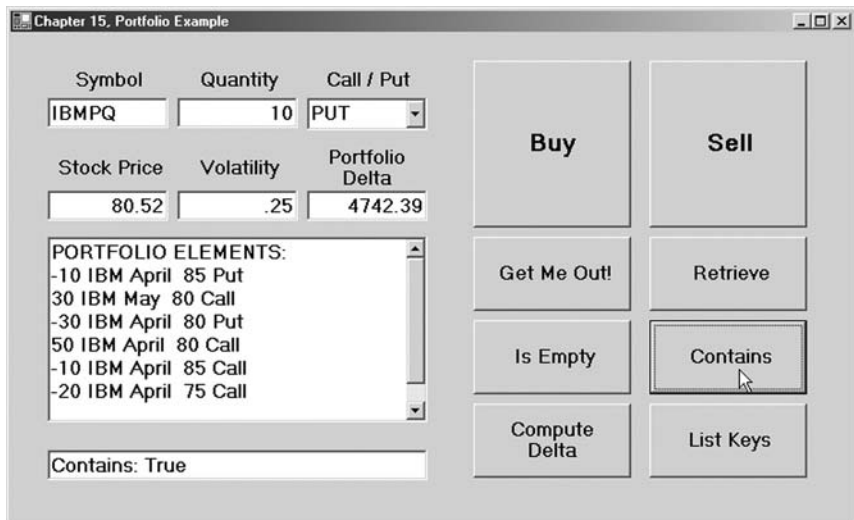 Chapter 15, Portfolio Example
Symbol Quantity Call / Put
IBMPQ 10 PUT
Stock Price Volatility Portfolio Delta
80.52 .25 4742.39
PORTFOLIO ELEMENTS:
-10 IBM April 85 Put
30 IBM May 80 Call
-30 IBM April 80 Put
50 IBM April 80 Call
-10 IBM April 85 Call
-20 IBM April 75 Call
Contains: True
Buy Sell
Get Me Out! Retrieve
Is Empty Contains
Compute Delta List Keys